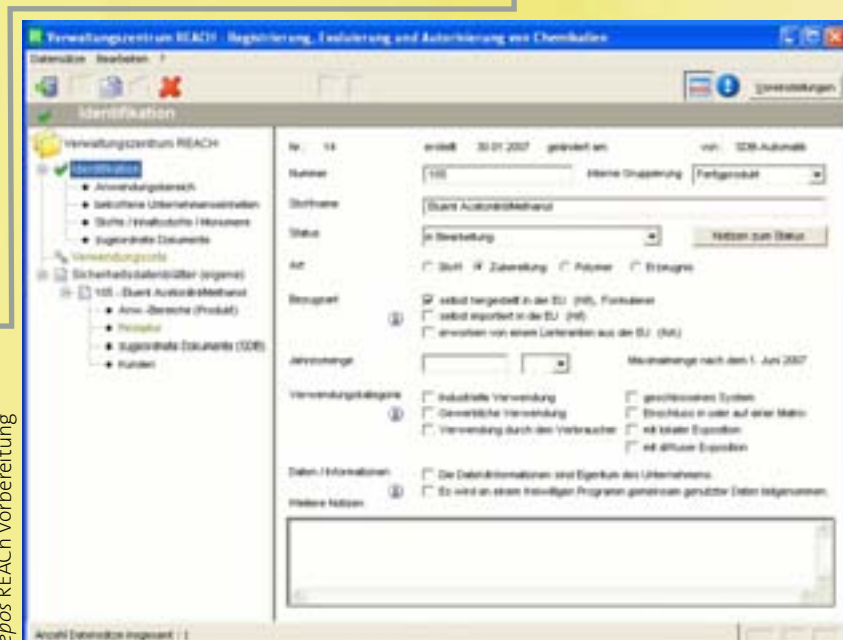 Verwaltungszentrum REACH - Registrierung, Evaluierung und Autorisierung von Chemikalien
Datensätze Bearbeiten ?
Voreinstellungen
Identifikation
Verwaltungszentrum REACH
Identifikation
Anwendungsbereich
betroffene Unternehmenseinheiten
Stoffe / Inhaltsstoffe / Monomere
zugeordnete Dokumente
Verwendungsorte
Sicherheitsdatenblätter (eigene)
105 - Eluent Acetonitril/Methanol
Anw.-Bereiche (Produkt)
Rezeptur
zugeordnete Dokumente (SDB)
Kunden
Nr.: 14 erstellt: 30.01.2007 geändert am: von: SDB-Automatik
Nummer 105 Interne Gruppierung Fertigprodukt
Stoffname Eluent Acetonitril/Methanol
Status in Bearbeitung Notizen zum Status
Art Stoff Zubereitung Polymer Erzeugnis
Bezugsart selbst hergestellt in der EU (HR), Formulierer
selbst importiert in die EU (HR)
erworben von einem Lieferanten aus der EU (NA)
Jahresmenge Maximalmenge nach dem 1. Juni 2007
Verwendungskategorie Industrielle Verwendung geschlossenes System
Gewerbliche Verwendung Einschluss in oder auf einer Matrix
Verwendung durch den Verbraucher mit lokaler Exposition
mit diffuser Exposition
Daten / Informationen Die Daten/Informationen sind Eigentum des Unternehmens.
Es wird an einem freiwilligen Programm gemeinsam genutzter Daten teilgenommen.
Weitere Notizen
Anzahl Datensätze insgesamt : 1
epos REACh Vorbereitung